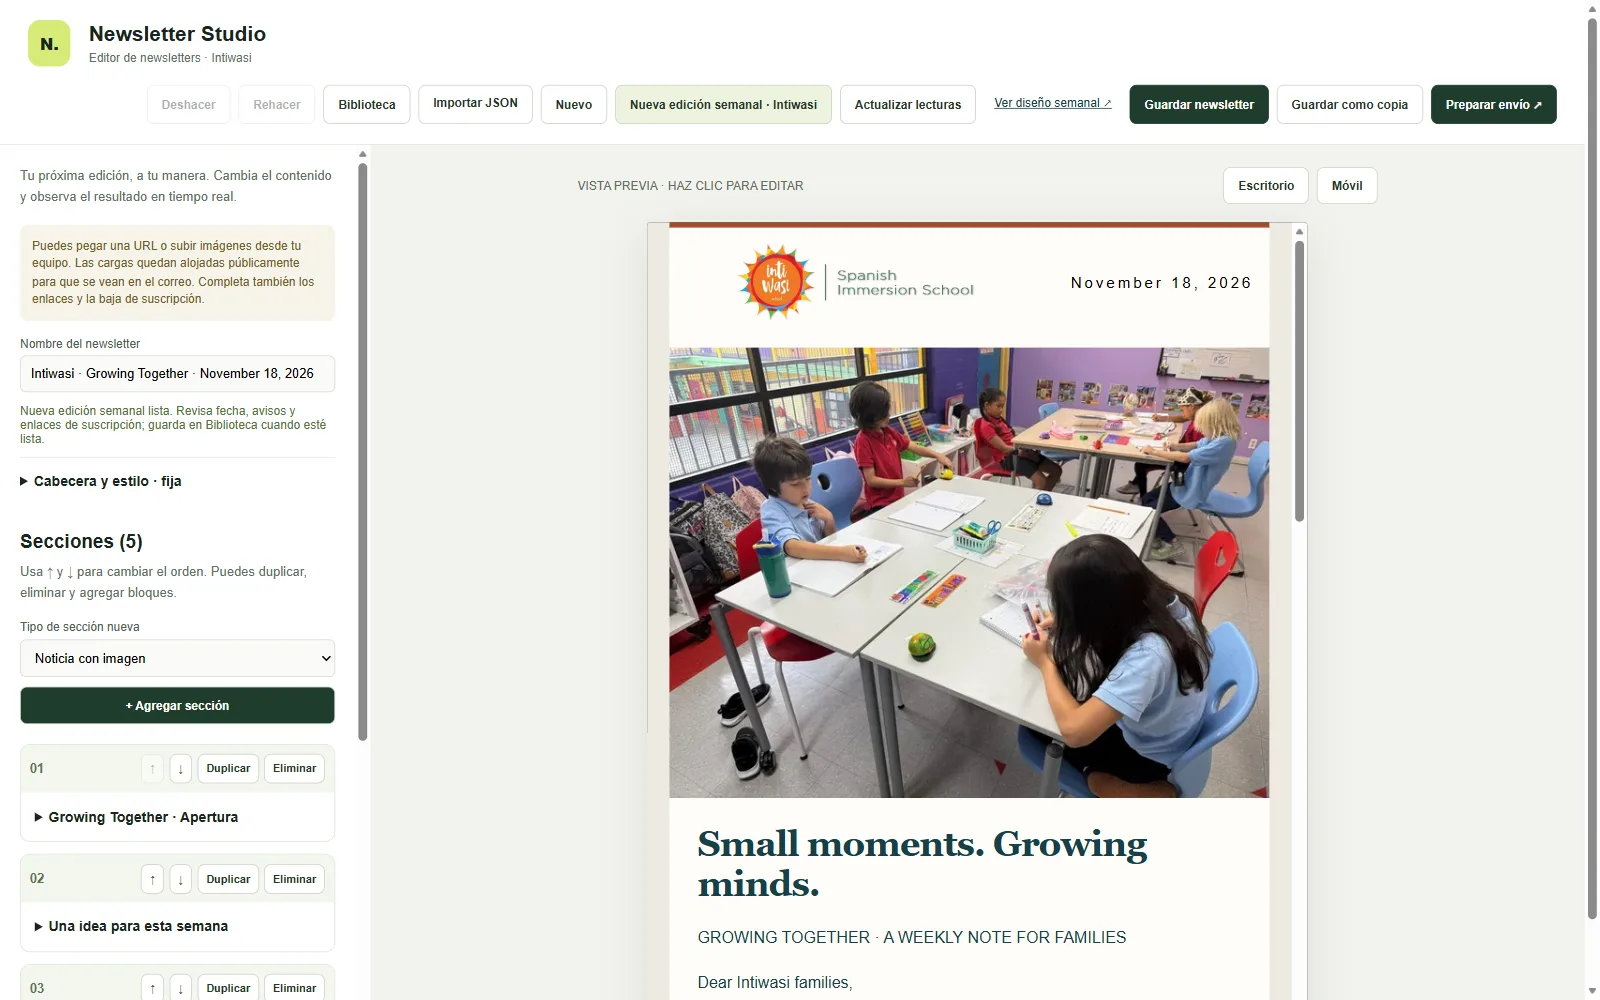 N.
Newsletter Studio
Editor de newsletters · Intiwasi
Deshacer
Rehacer
Biblioteca
Importar JSON
Nuevo
Nueva edición semanal · Intiwasi
Actualizar lecturas
Ver diseño semanal ↗
Guardar newsletter
Guardar como copia
Preparar envío ↗
Tu próxima edición, a tu manera. Cambia el contenido
y observa el resultado en tiempo real.
Puedes pegar una URL o subir imágenes desde tu
equipo. Las cargas quedan alojadas públicamente
para que se vean en el correo. Completa también los
enlaces y la baja de suscripción.
Nombre del newsletter
Intiwasi · Growing Together · November 18, 2026
Nueva edición semanal lista. Revisa fecha, avisos y
enlaces de suscripción; guarda en Biblioteca cuando esté
lista.
▶ Cabecera y estilo · fija
Secciones (5)
Usa ↑ y ↓ para cambiar el orden. Puedes duplicar,
eliminar y agregar bloques.
Tipo de sección nueva
Noticia con imagen
+ Agregar sección
01
↑
↓
Duplicar
Eliminar
▶ Growing Together · Apertura
02
↑
↓
Duplicar
Eliminar
▶ Una idea para esta semana
03
↑
↓
Duplicar
Eliminar
VISTA PREVIA · HAZ CLIC PARA EDITAR
Escritorio
Móvil
inti
wasi
Spanish
Immersion School
November 18, 2026
Small moments. Growing
minds.
GROWING TOGETHER · A WEEKLY NOTE FOR FAMILIES
Dear Intiwasi families,